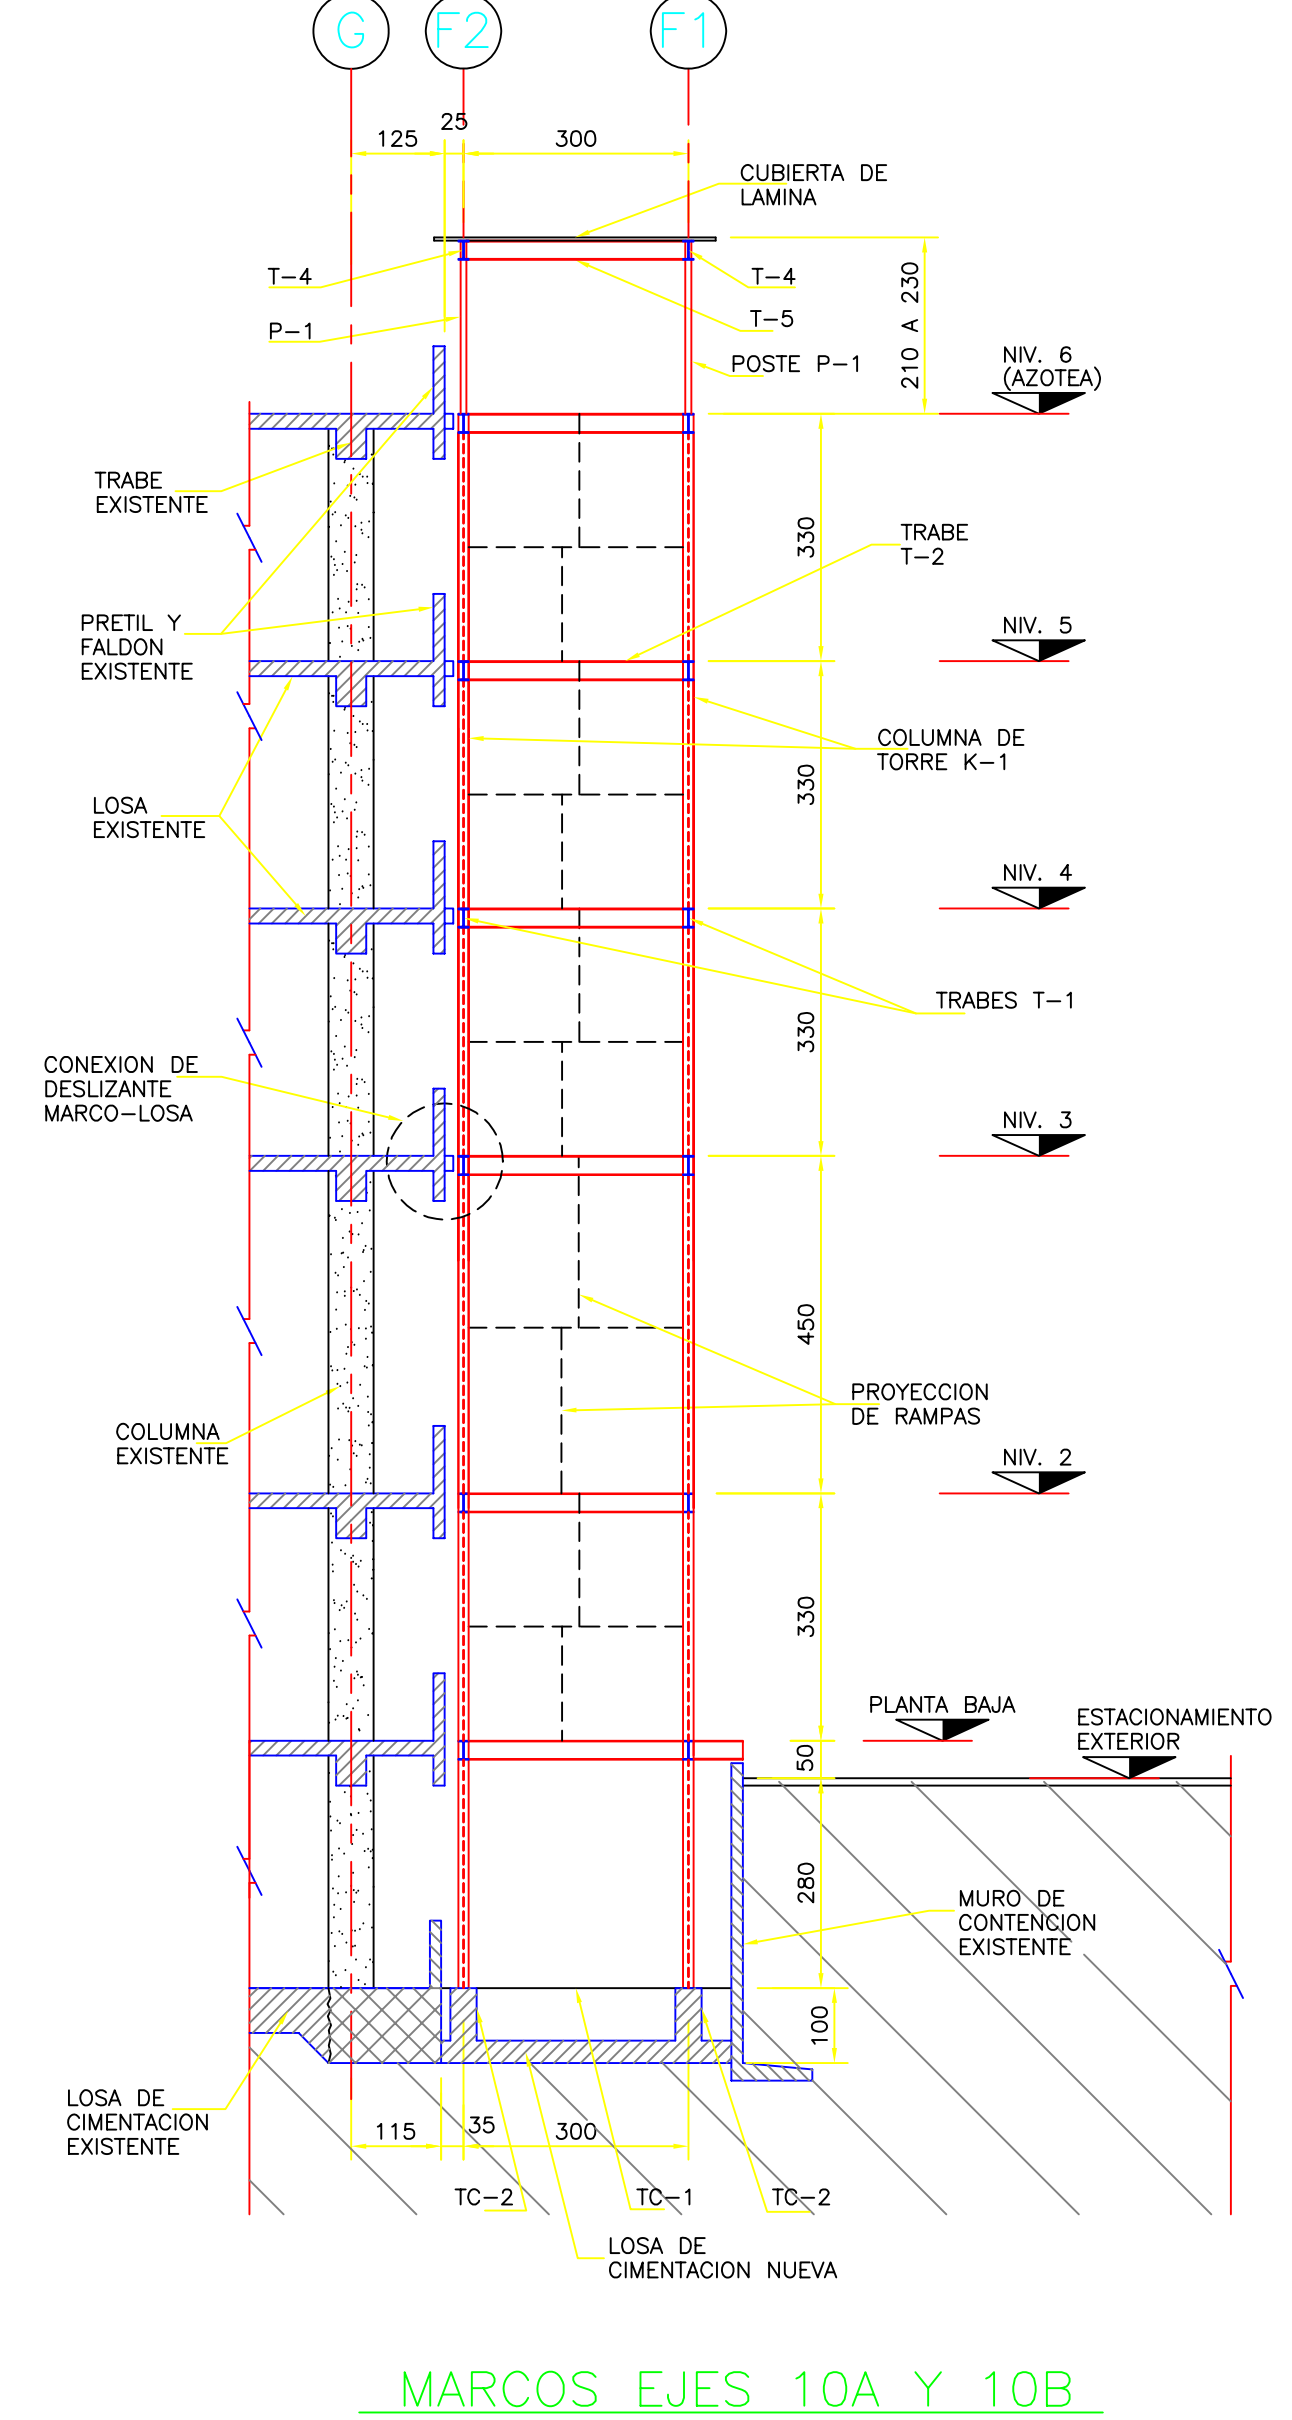 G
F2
F1
25
125
300
CUBIERTA DE
LAMINA
T-4
T-4
T-5
P-1
POSTE P-1
210 A 230
NIV. 6
(AZOTEA)
TRABE
EXISTENTE
330
TRABE
T-2
PRETIL Y
FALDON
EXISTENTE
NIV. 5
COLUMNA DE
TORRE K-1
330
LOSA
EXISTENTE
NIV. 4
TRABES T-1
330
CONEXION DE
DESLIZANTE
MARCO-LOSA
NIV. 3
450
PROYECCION
DE RAMPAS
COLUMNA
EXISTENTE
NIV. 2
330
PLANTA BAJA
ESTACIONAMIENTO
EXTERIOR
50
280
MURO DE
CONTENCION
EXISTENTE
100
LOSA DE
CIMENTACION
EXISTENTE
115
35
300
TC-2
TC-1
TC-2
LOSA DE
CIMENTACION NUEVA
MARCOS EJES 10A Y 10B